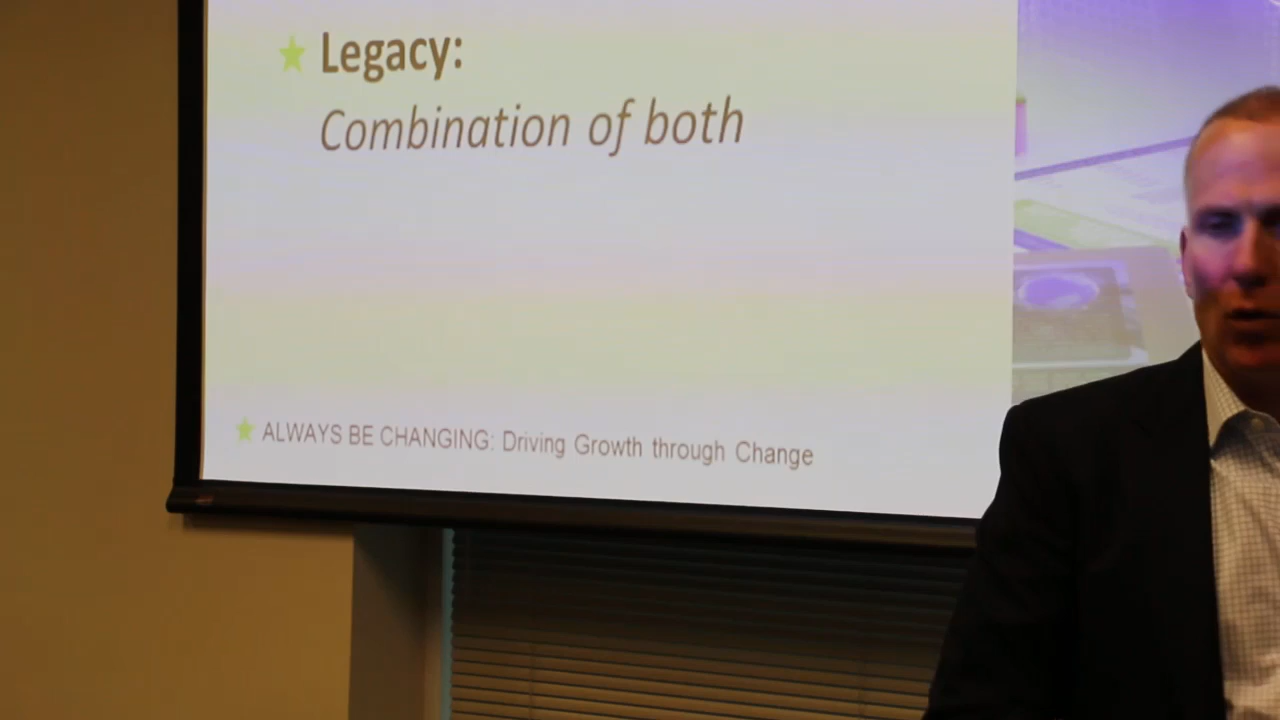 Legacy:
Combination of both
ALWAYS BE CHANGING: Driving Growth through Change